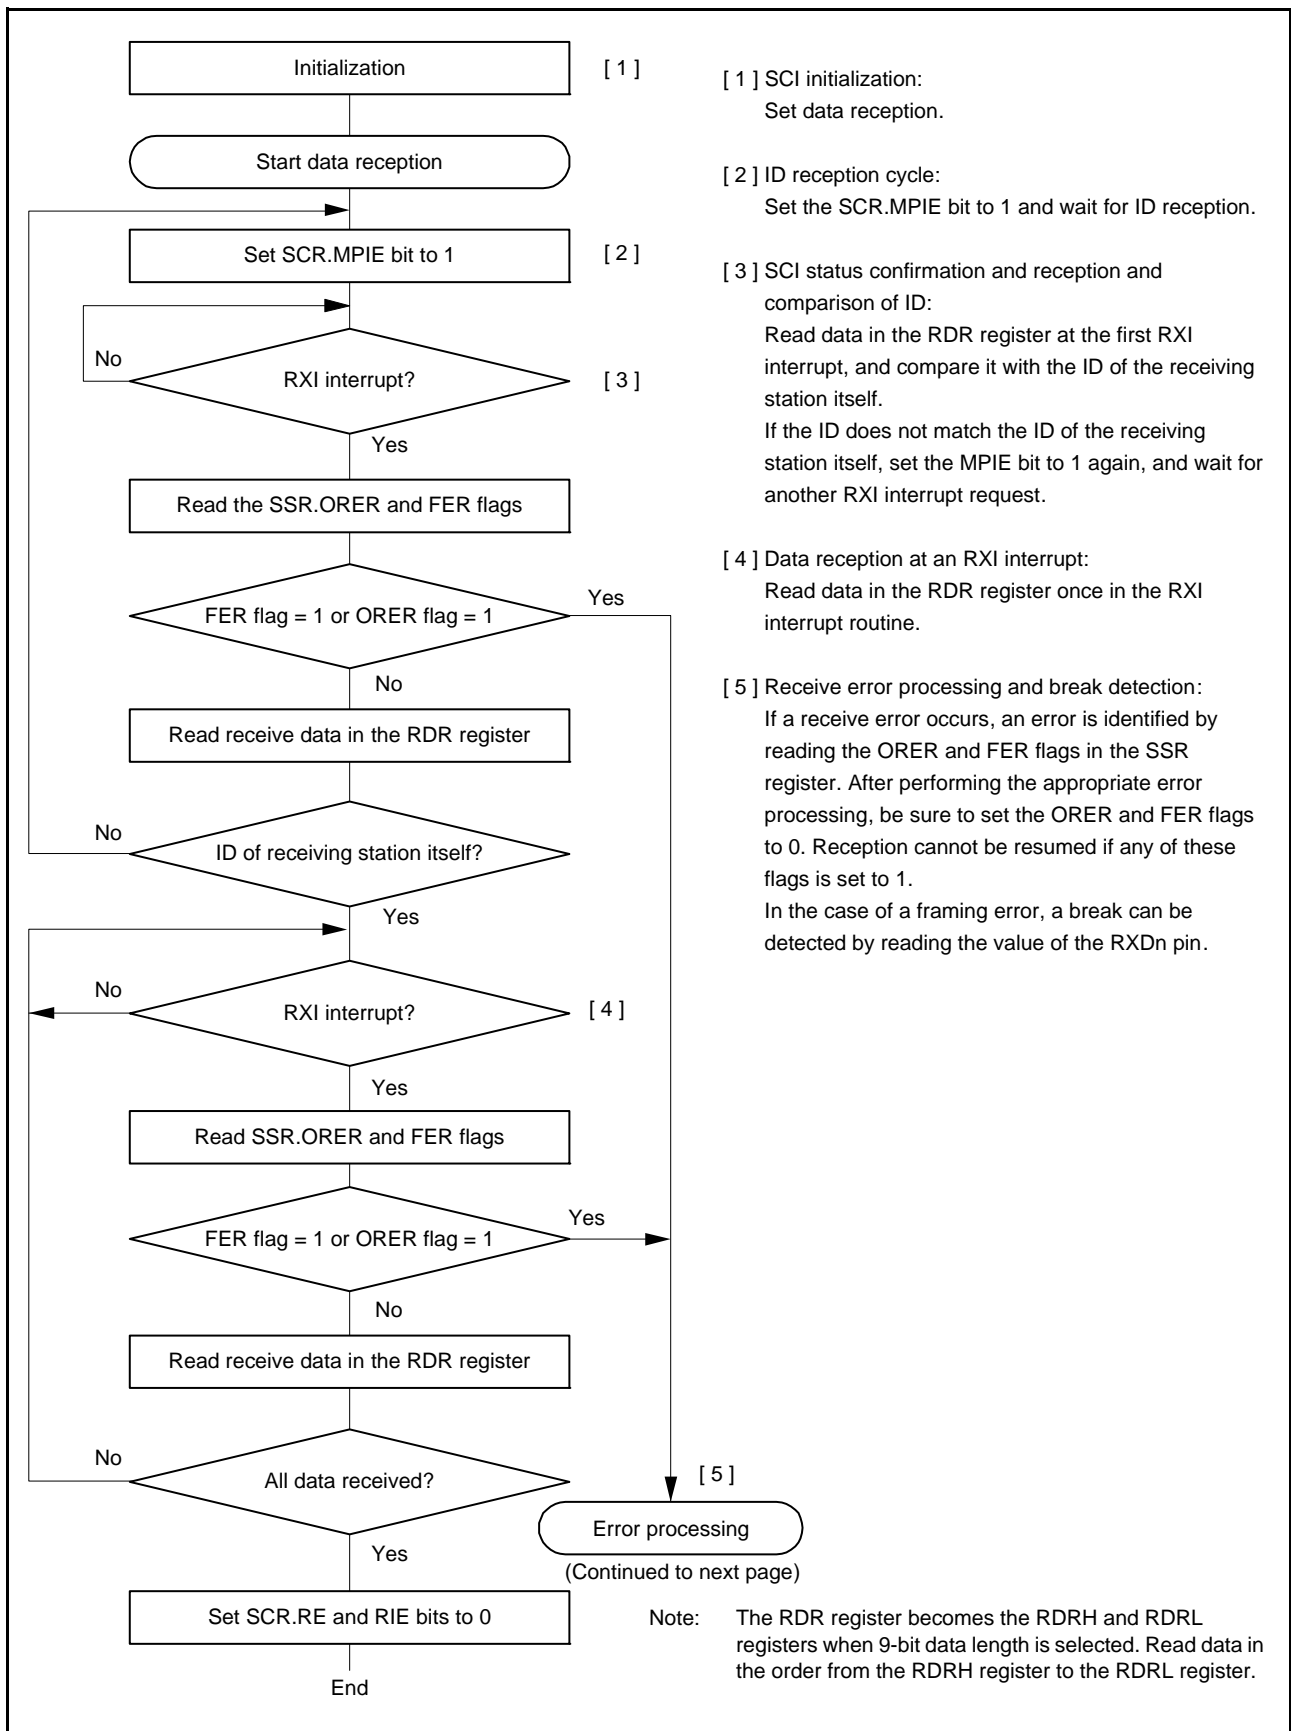 Initialization
[ 1 ]
Start data reception
Set SCR.MPIE bit to 1
[ 2 ]
No
RXI interrupt?
[ 3 ]
Yes
Read the SSR.ORER and FER flags
FER flag = 1 or ORER flag = 1
Yes
No
Read receive data in the RDR register
No
ID of receiving station itself?
Yes
No
RXI interrupt?
[ 4 ]
Yes
Read SSR.ORER and FER flags
FER flag = 1 or ORER flag = 1
Yes
No
Read receive data in the RDR register
No
All data received?
[ 5 ]
Error processing
(Continued to next page)
Yes
Set SCR.RE and RIE bits to 0
End
[ 1 ] SCI initialization:
Set data reception.
[ 2 ] ID reception cycle:
Set the SCR.MPIE bit to 1 and wait for ID reception.
[ 3 ] SCI status confirmation and reception and
comparison of ID:
Read data in the RDR register at the first RXI
interrupt, and compare it with the ID of the receiving
station itself.
If the ID does not match the ID of the receiving
station itself, set the MPIE bit to 1 again, and wait for
another RXI interrupt request.
[ 4 ] Data reception at an RXI interrupt:
Read data in the RDR register once in the RXI
interrupt routine.
[ 5 ] Receive error processing and break detection:
If a receive error occurs, an error is identified by
reading the ORER and FER flags in the SSR
register. After performing the appropriate error
processing, be sure to set the ORER and FER flags
to 0. Reception cannot be resumed if any of these
flags is set to 1.
In the case of a framing error, a break can be
detected by reading the value of the RXDn pin.
Note: The RDR register becomes the RDRH and RDRL
registers when 9-bit data length is selected. Read data in
the order from the RDRH register to the RDRL register.